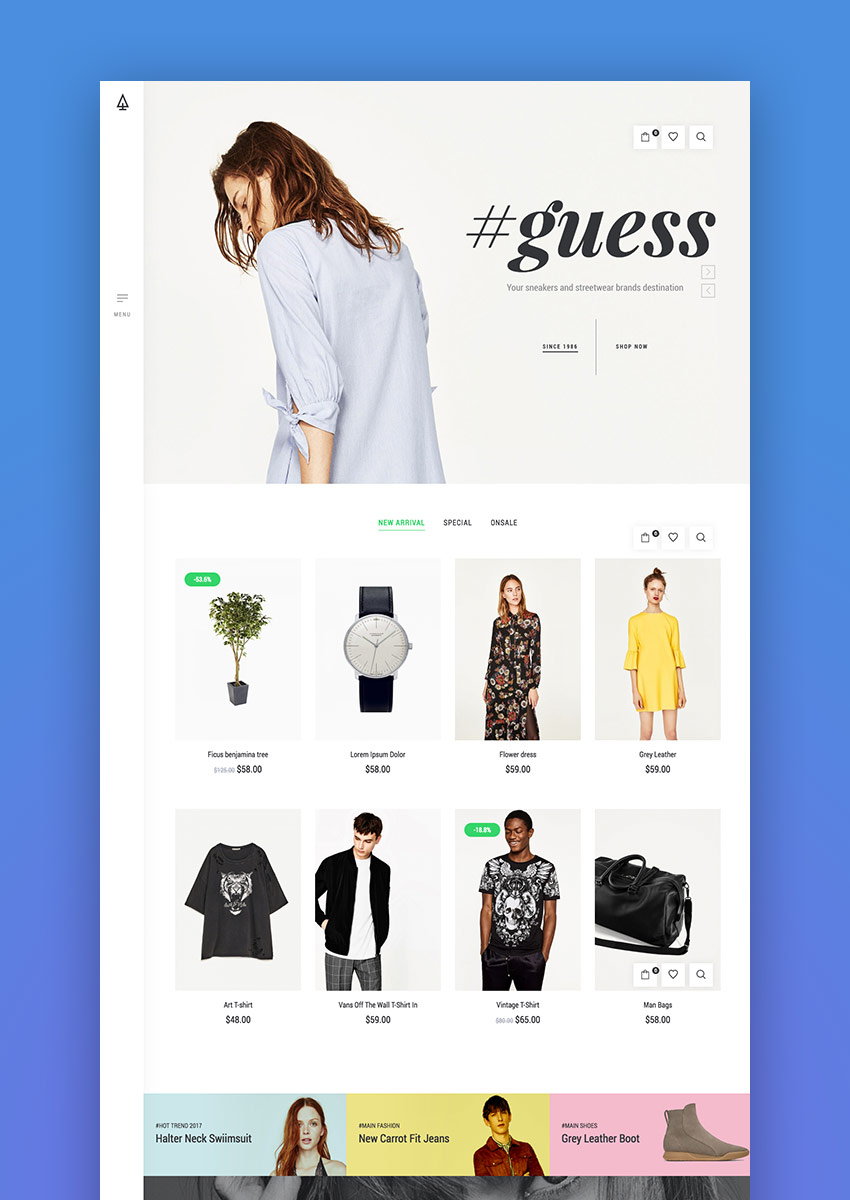 0
#guess
Your sneakers and streetwear brands destination
MENU
SINCE 1986
SHOP NOW
NEW ARRIVAL SPECIAL ONSALE
0
-53.6%
Ficus benjamina tree
$125.00 $58.00
Lorem Ipsum Dolor
$58.00
Flower dress
$59.00
Grey Leather
$59.00
-18.8%
0
Art T-shirt
$48.00
Vans Off The Wall T-Shirt In
$59.00
Vintage T-Shirt
$80.00 $65.00
Man Bags
$58.00
#HOT TREND 2017
Halter Neck Swiimsuit
#MAIN FASHION
New Carrot Fit Jeans
#MAIN SHOES
Grey Leather Boot